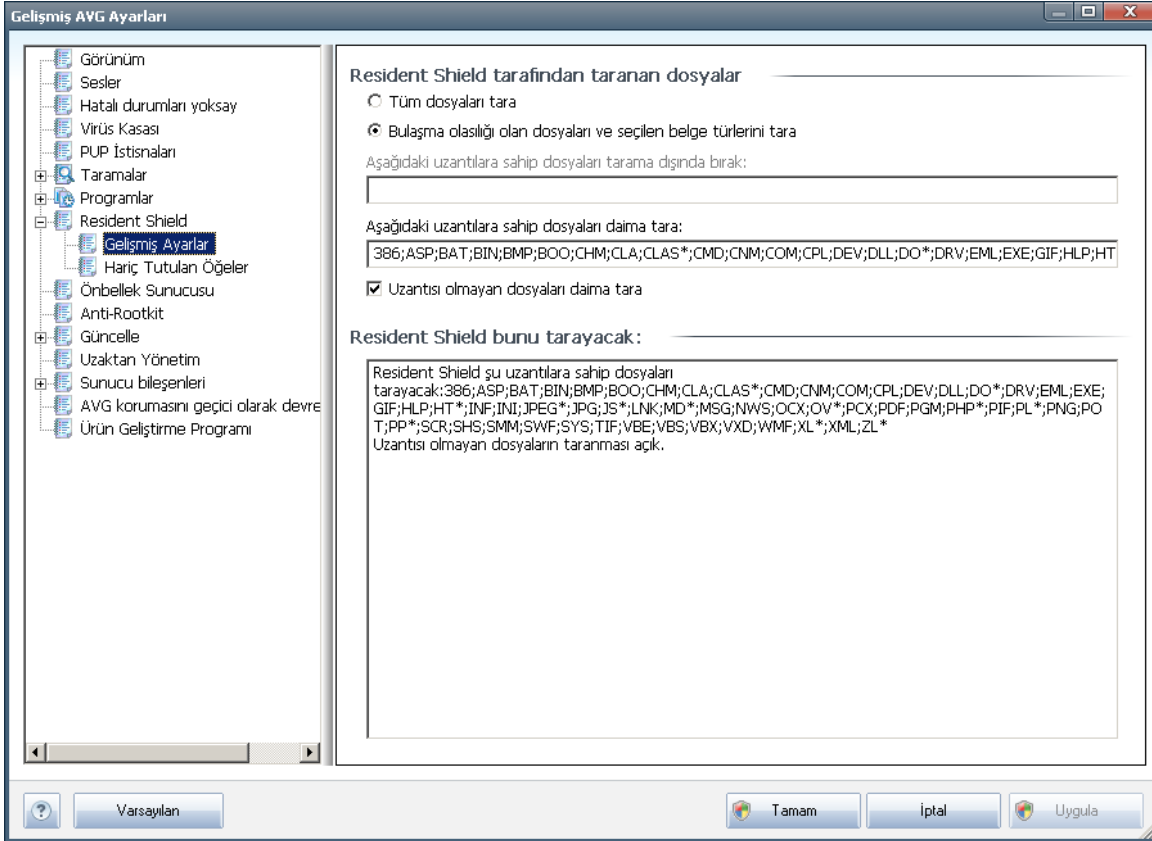 Gelişmiş AVG Ayarları
Görünüm
Sesler
Hatalı durumları yoksay
Virüs Kasası
PUP İstisnaları
Taramalar
Programlar
Resident Shield
Gelişmiş Ayarlar
Hariç Tutulan Öğeler
Önbellek Sunucusu
Anti-Rootkit
Güncelle
Uzaktan Yönetim
Sunucu bileşenleri
AVG korumasını geçici olarak devre
Ürün Geliştirme Programı
Resident Shield tarafından taranan dosyalar
Tüm dosyaları tara
Bulaşma olasılığı olan dosyaları ve seçilen belge türlerini tara
Aşağıdaki uzantılara sahip dosyaları tarama dışında bırak:
Aşağıdaki uzantılara sahip dosyaları daima tara:
386;ASP;BAT;BIN;BMP;BOO;CHM;CLA;CLAS*;CMD;CNM;COM;CPL;DEV;DLL;DO*;DRV;EML;EXE;GIF;HLP;HT
Uzantısı olmayan dosyaları daima tara
Resident Shield bunu tarayacak:
Resident Shield şu uzantılara sahip dosyaları
tarayacak:386;ASP;BAT;BIN;BMP;BOO;CHM;CLA;CLAS*;CMD;CNM;COM;CPL;DEV;DLL;DO*;DRV;EML;EXE;
GIF;HLP;HT*;INF;INI;JPEG*;JPG;JS*;LNK;MD*;MSG;NWS;OCX;OV*;PCX;PDF;PGM;PHP*;PIF;PL*;PNG;PO
T;PP*;SCR;SHS;SMM;SWF;SYS;TIF;VBE;VBS;VBX;VXD;WMF;XL*;XML;ZL*
Uzantısı olmayan dosyaların taranması açık.
?
Varsayılan
Tamam
İptal
Uygula